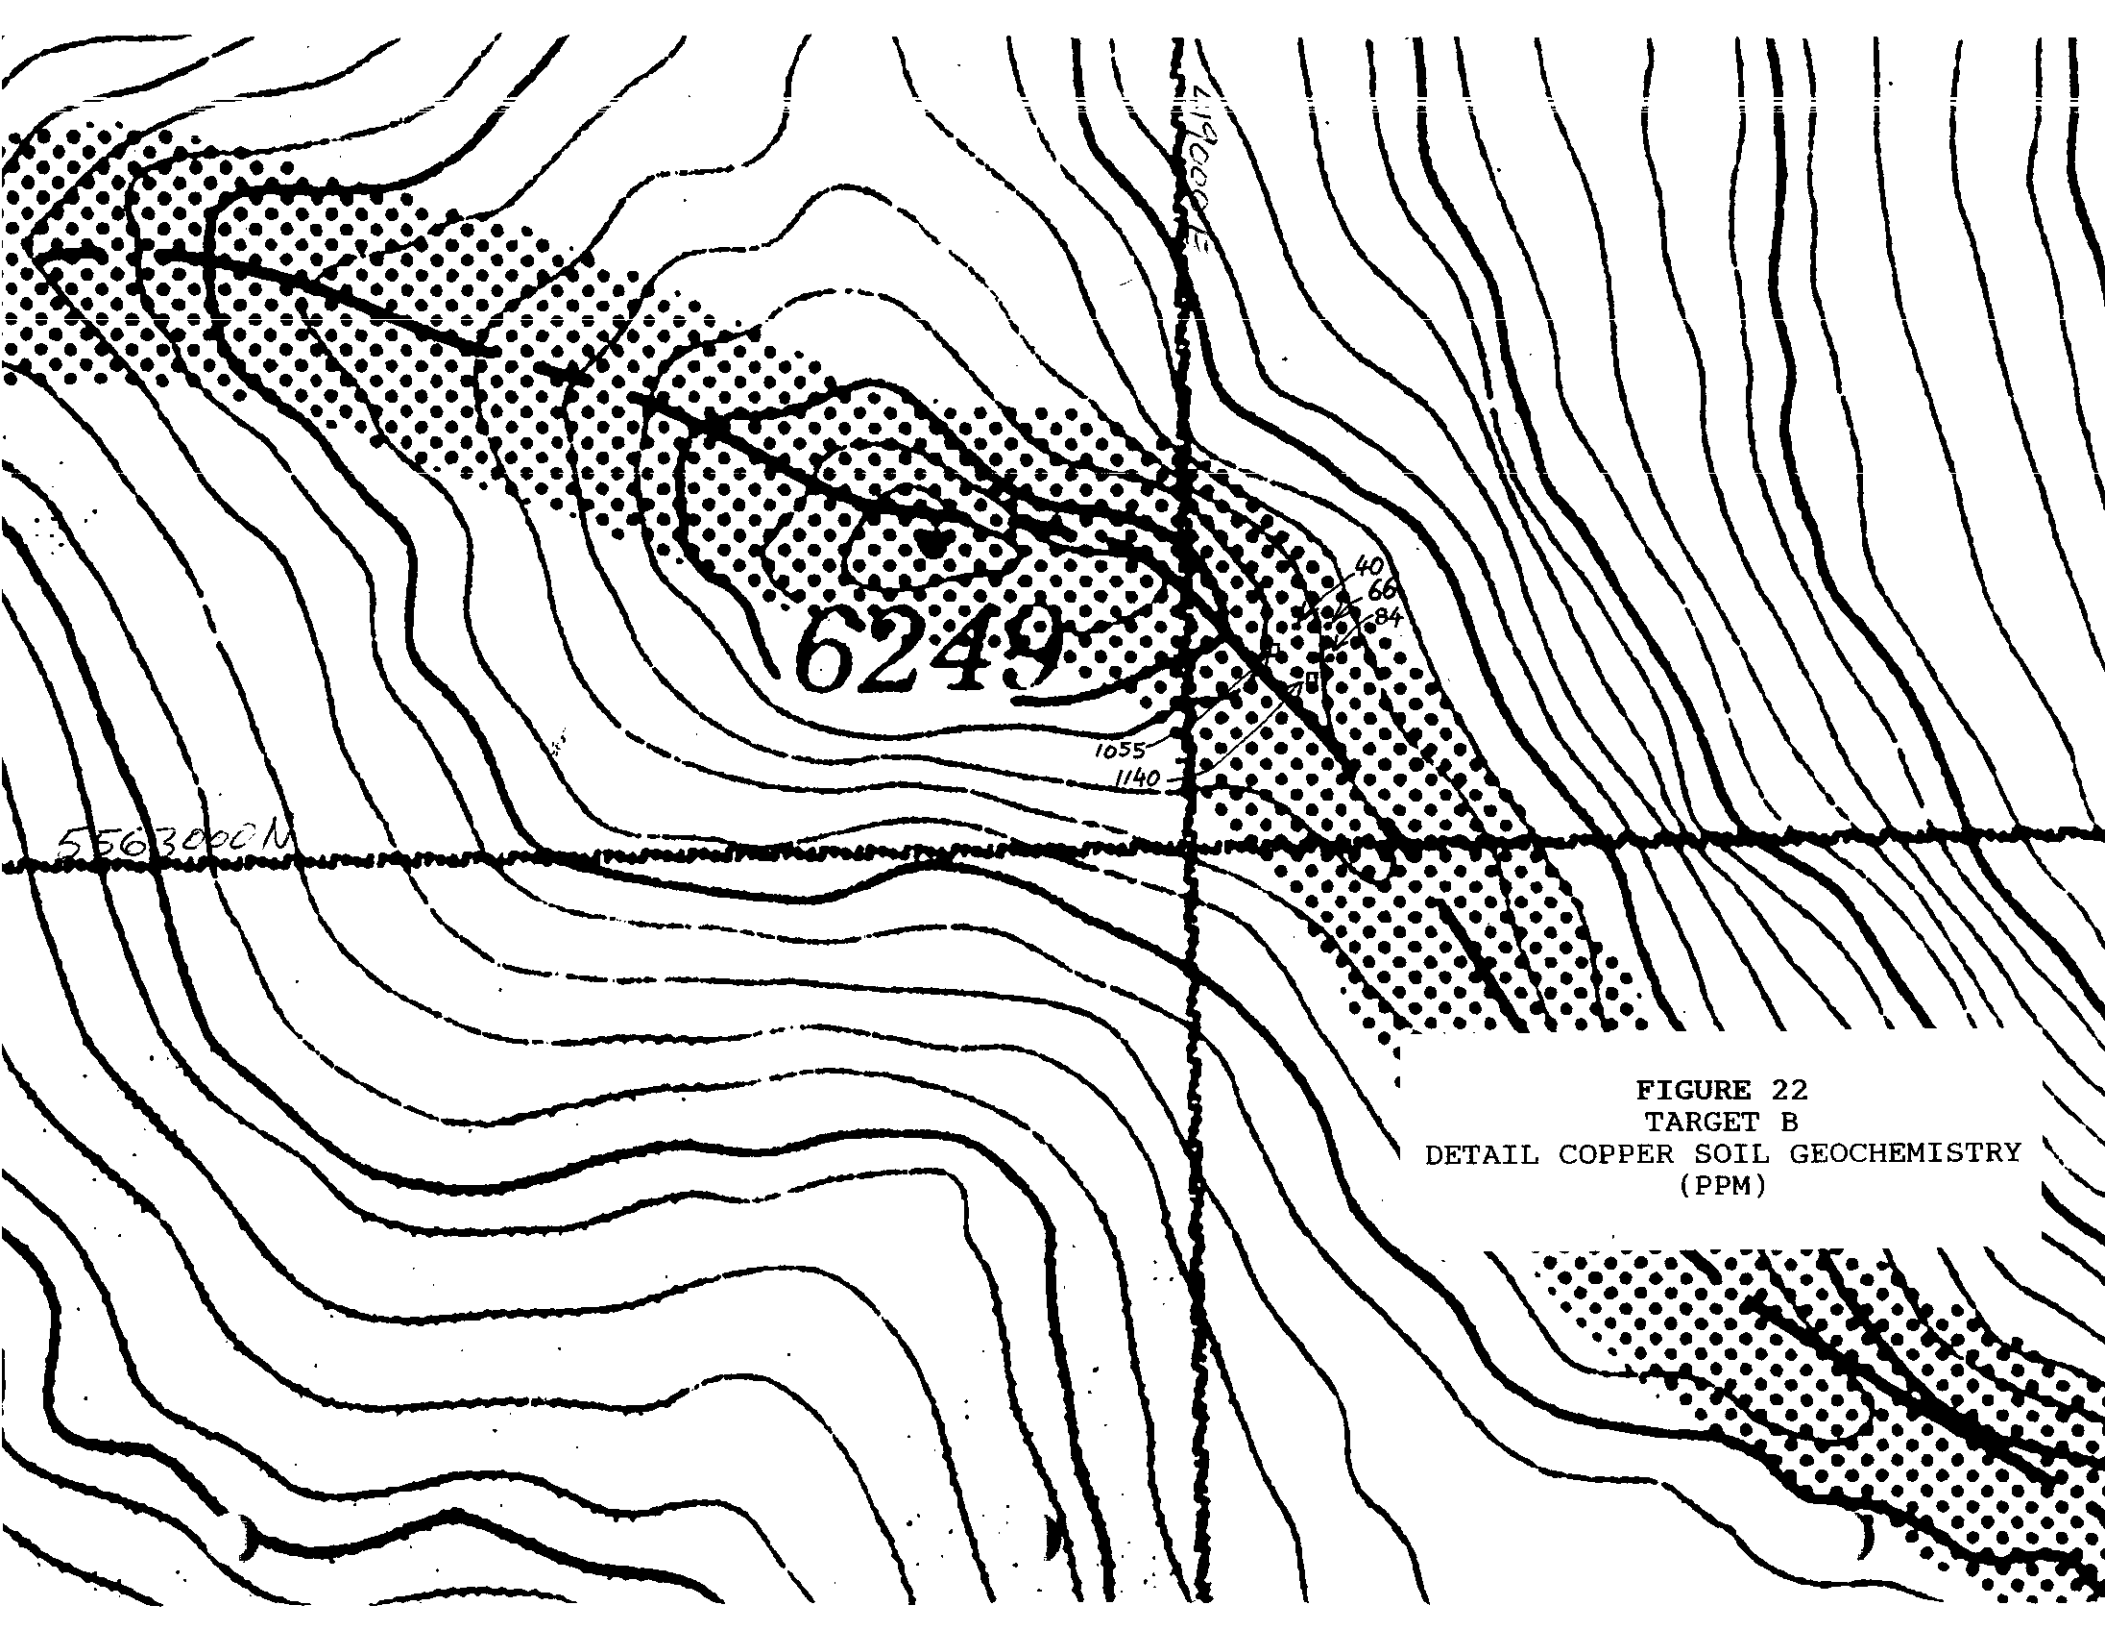 419000E
40
66
84
6249
1055
1140
5563000N
FIGURE 22
TARGET B
DETAIL COPPER SOIL GEOCHEMISTRY
(PPM)